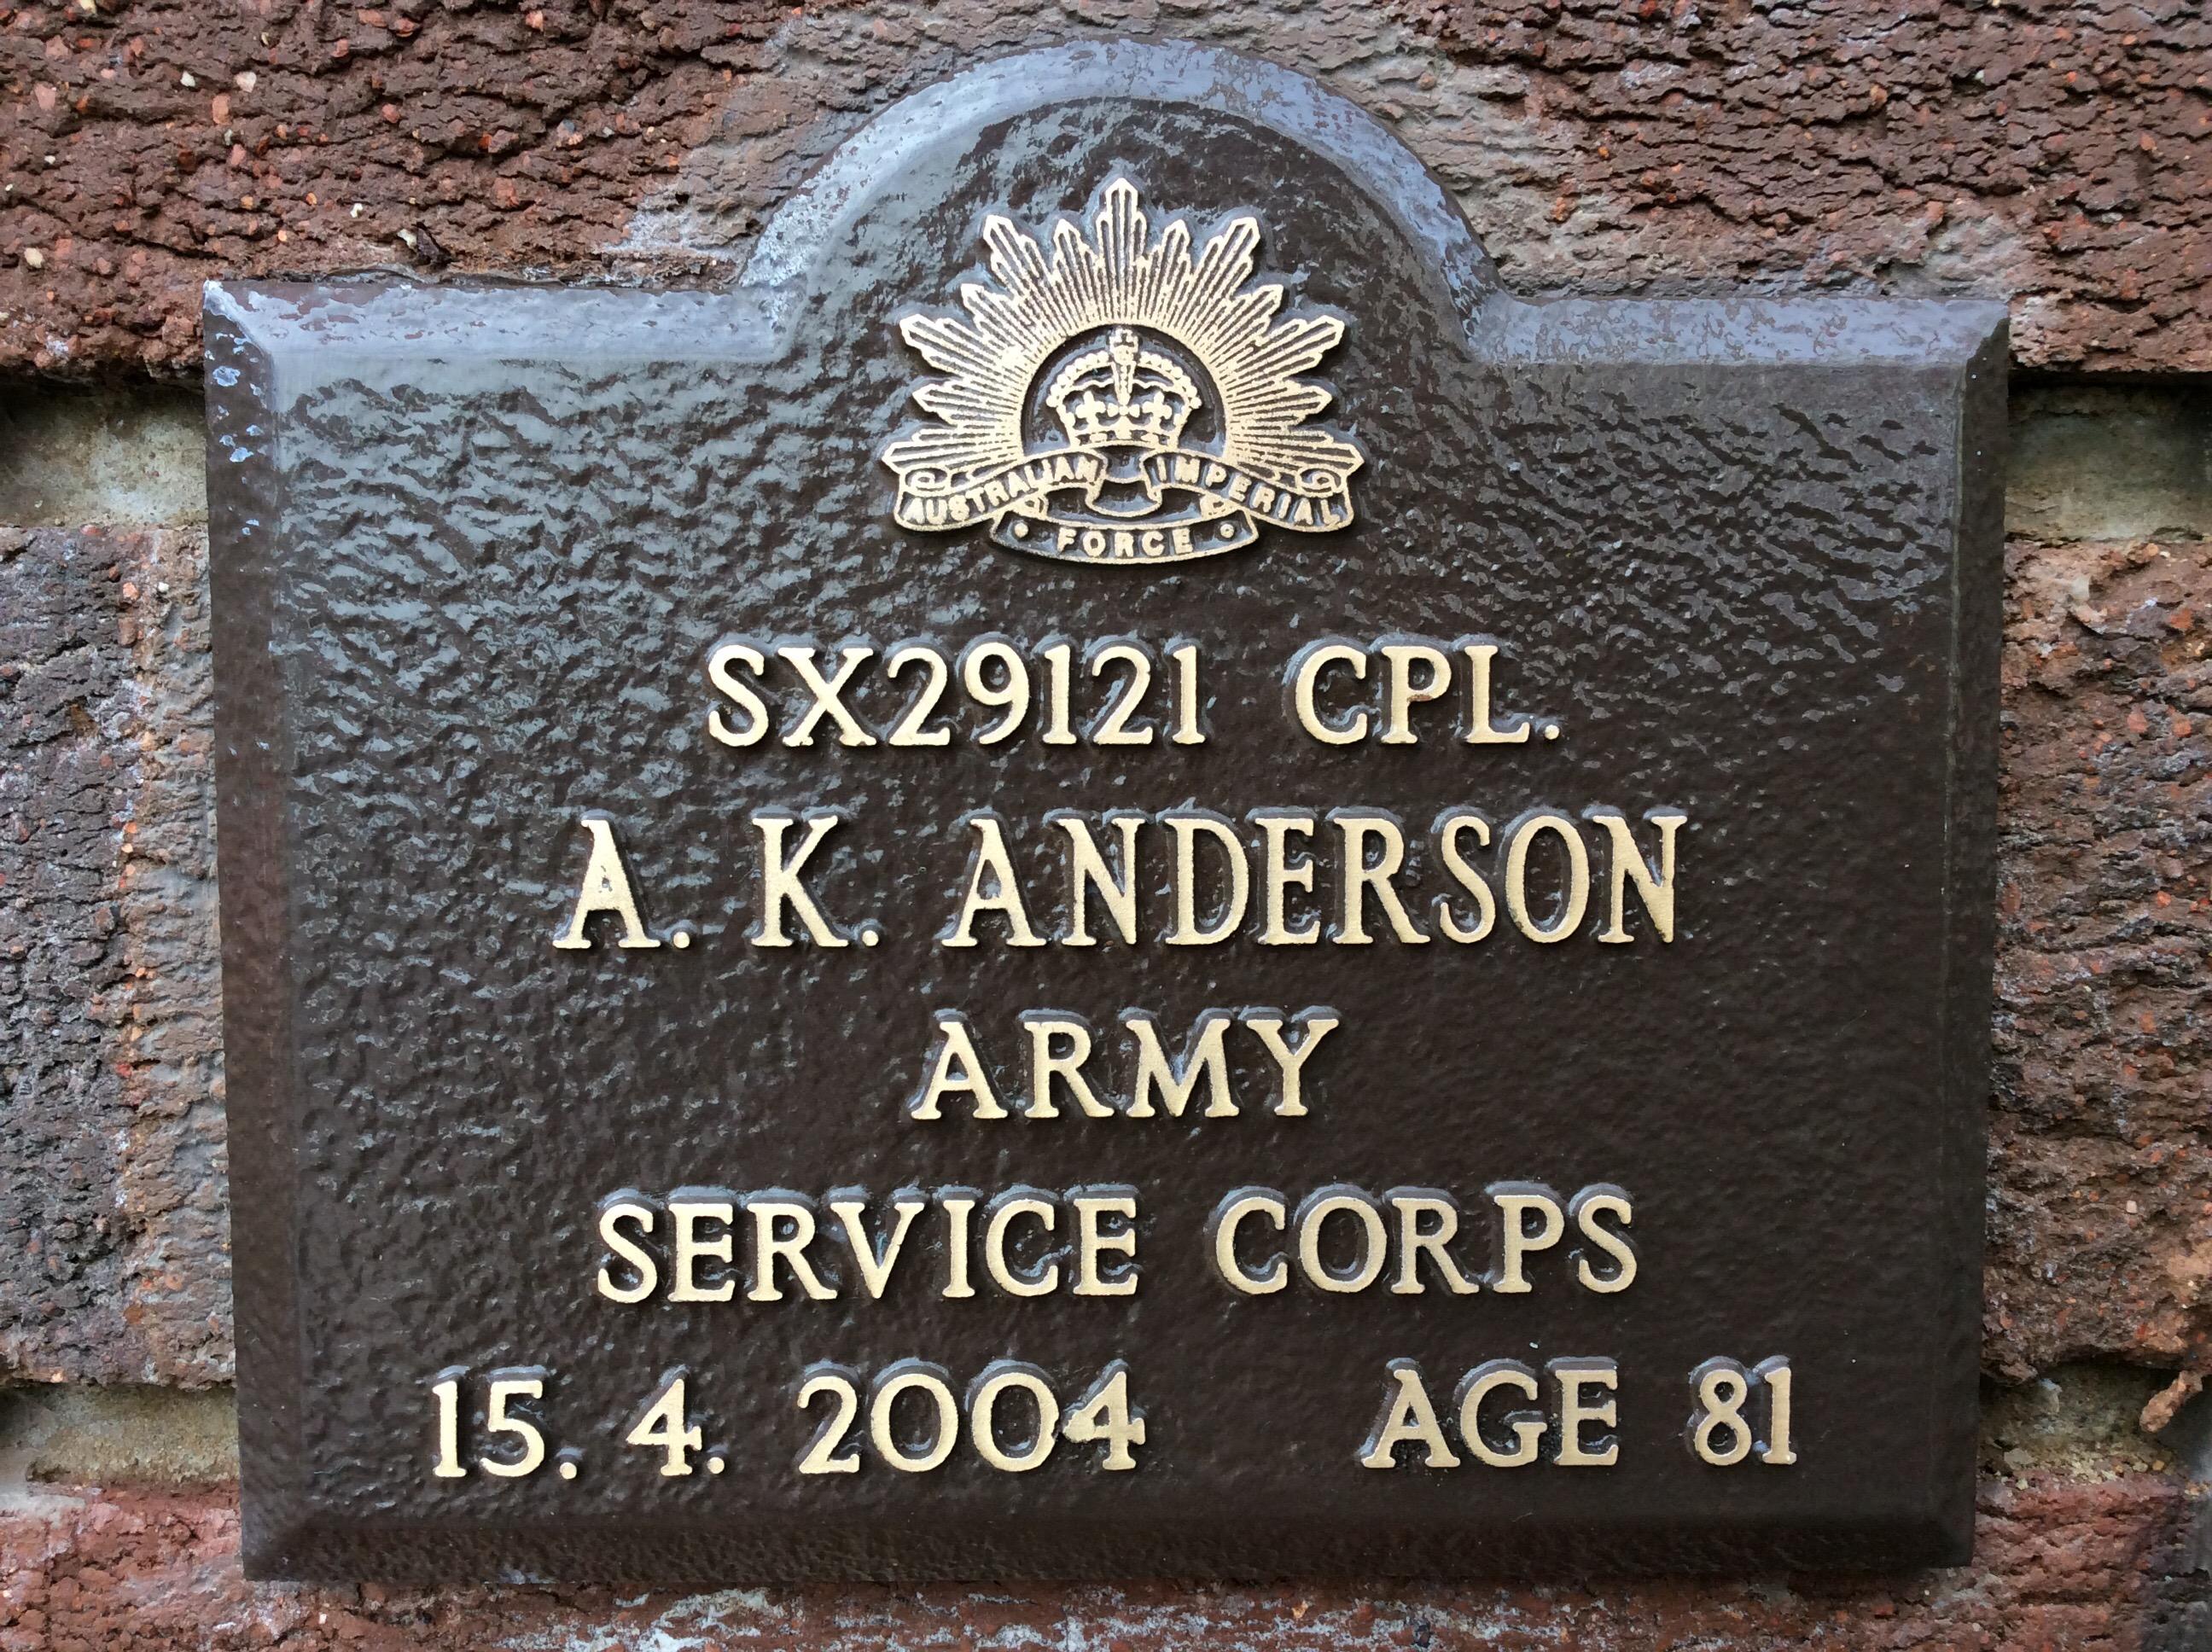 AUSTRALIAN IMPERIAL
FORCE
SX29121 CPL.
A. K. ANDERSON
ARMY
SERVICE CORPS
15. 4. 2004 AGE 81